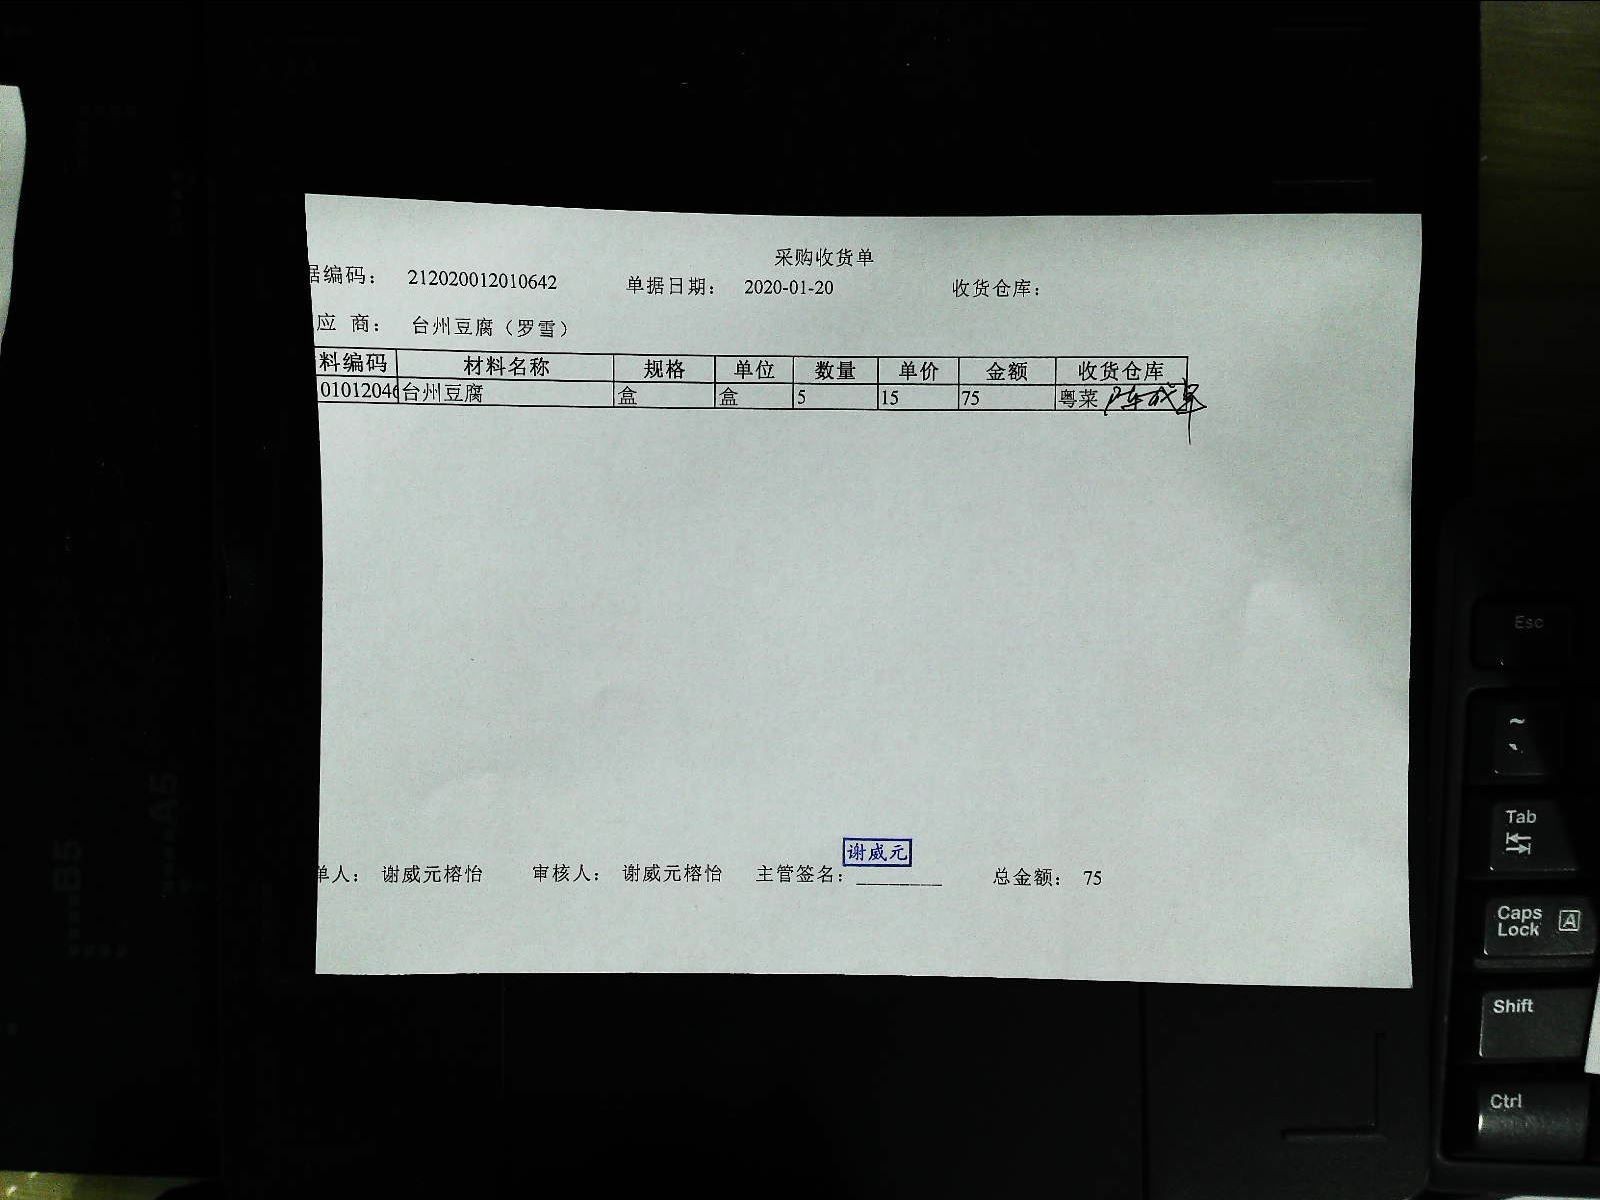 采购收货单
据编码： 212020012010642 单据日期： 2020-01-20 收货仓库：
应 商： 台州豆腐（罗雪）
料编码 材料名称 规格 单位 数量 单价 金额 收货仓库
01012046 台州豆腐 盒 盒 5 15 75 粤菜
谢威元
单人： 谢威元榕怡 审核人： 谢威元榕怡 主管签名：________ 总金额： 75
Esc
~
Tab
Caps Lock A
Shift
Ctrl
B5
A5